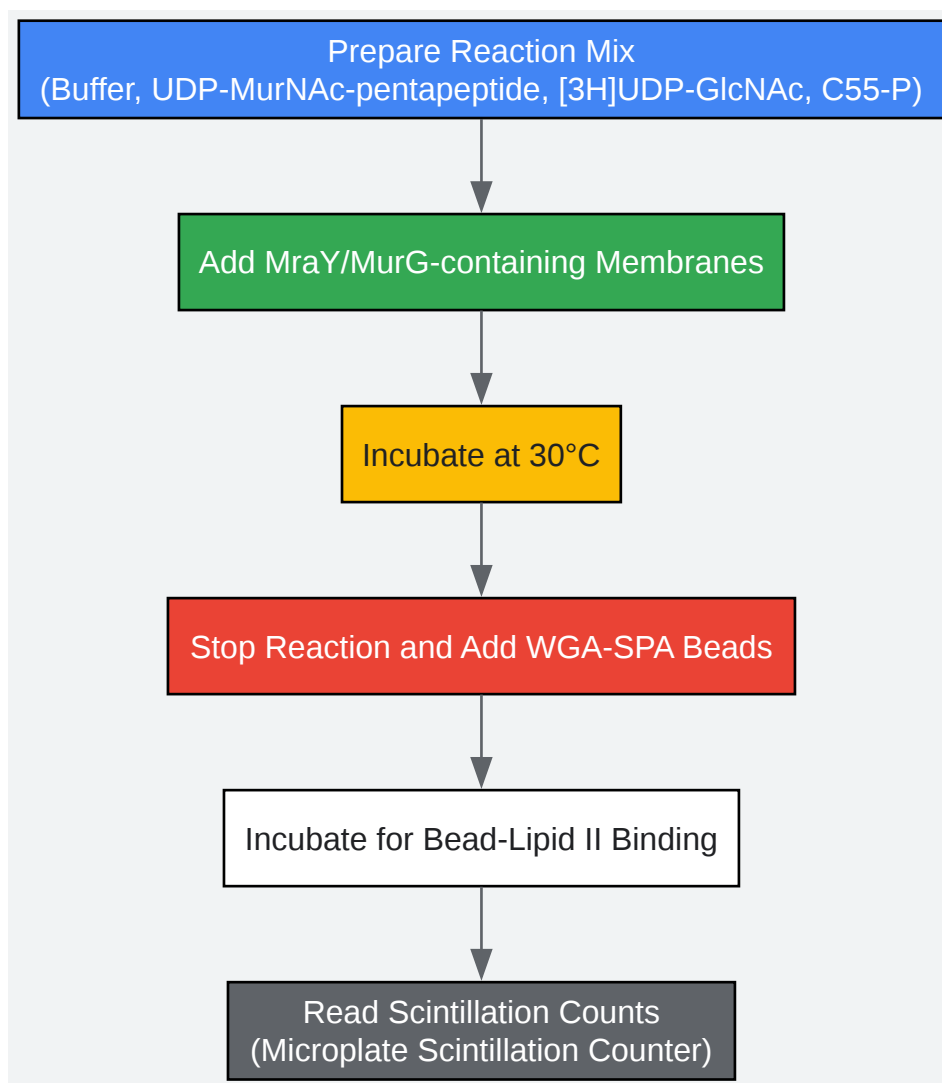 Prepare Reaction Mix
(Buffer, UDP-MurNAc-pentapeptide, [3H]UDP-GlcNAc, C55-P)
Add MraY/MurG-containing Membranes
Incubate at 30°C
Stop Reaction and Add WGA-SPA Beads
Incubate for Bead-Lipid II Binding
Read Scintillation Counts
(Microplate Scintillation Counter)